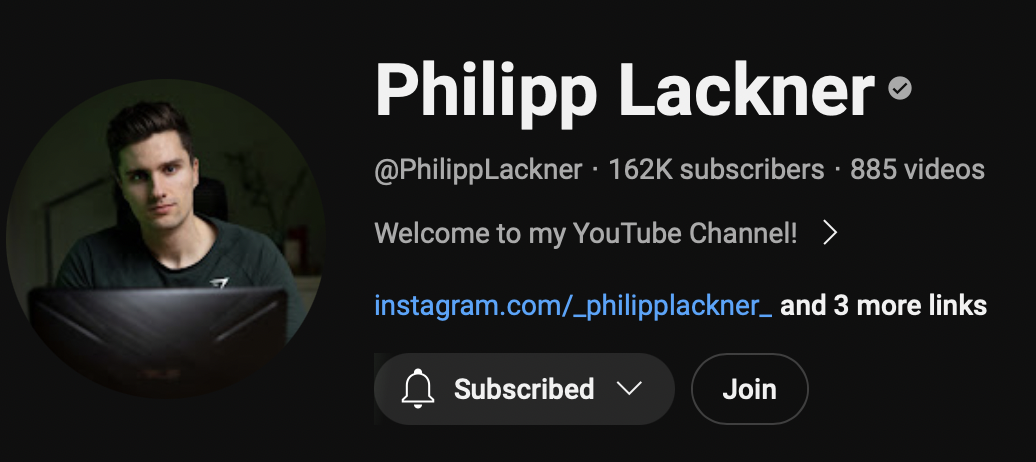 Philipp Lackner
@PhilippLackner · 162K subscribers · 885 videos
Welcome to my YouTube Channel!
instagram.com/_philipplackner_ and 3 more links
Subscribed
Join